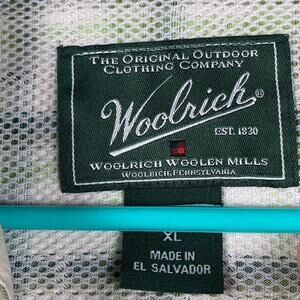 THE ORIGINAL OUTDOOR
CLOTHING COMPANY
Woolrich
EST. 1830
WOOLRICH WOOLEN MILLS
WOOLRICH, PENNSYLVANIA
XL
MADE IN
EL SALVADOR